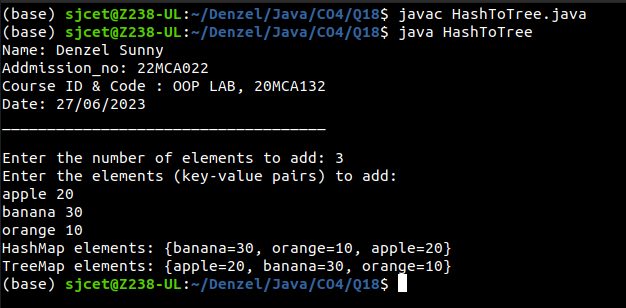 (base) sjcet@Z238-UL:~/Denzel/Java/CO4/Q18$ javac HashToTree.java
(base) sjcet@Z238-UL:~/Denzel/Java/CO4/Q18$ java HashToTree
Name: Denzel Sunny
Addmission_no: 22MCA022
Course ID & Code : OOP LAB, 20MCA132
Date: 27/06/2023
____________________________________
Enter the number of elements to add: 3
Enter the elements (key-value pairs) to add:
apple 20
banana 30
orange 10
HashMap elements: {banana=30, orange=10, apple=20}
TreeMap elements: {apple=20, banana=30, orange=10}
(base) sjcet@Z238-UL:~/Denzel/Java/CO4/Q18$